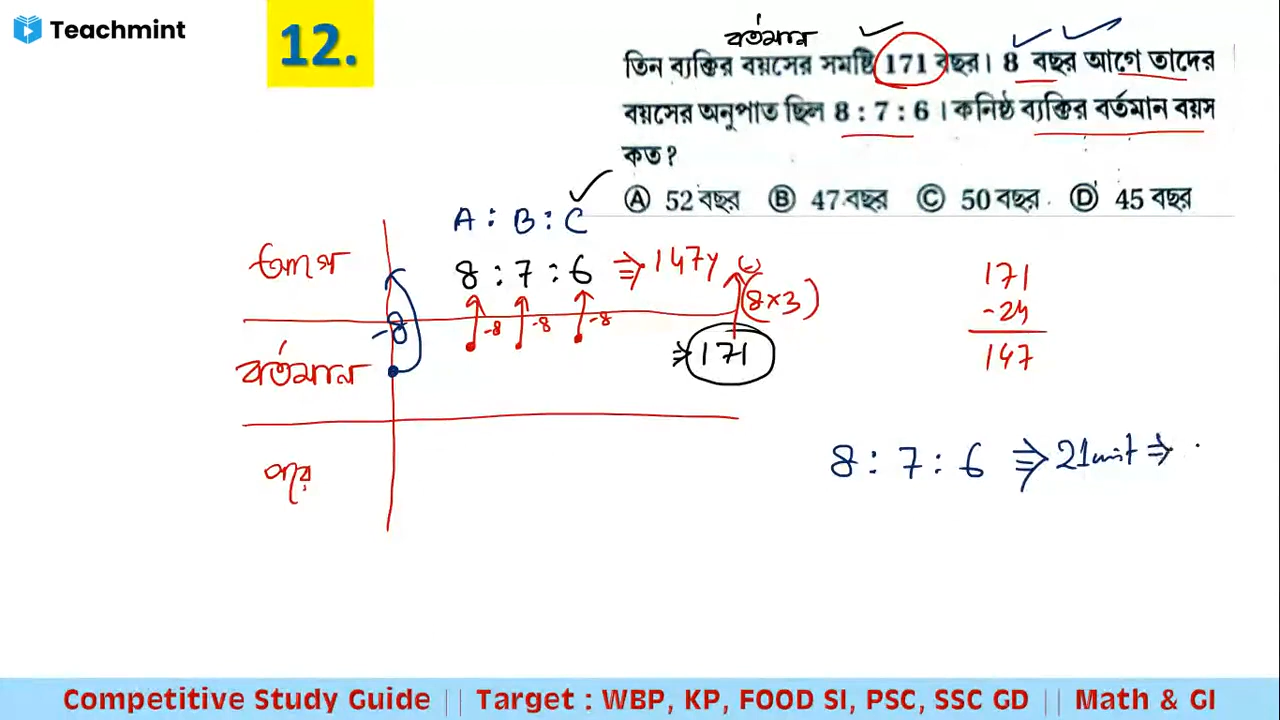 Teachmint
12.
বর্তমান
তিন ব্যক্তির বয়সের সমষ্টি 171 বছর। 8 বছর আগে তাদের
বয়সের অনুপাত ছিল 8 : 7 : 6। কনিষ্ঠ ব্যক্তির বর্তমান বয়স
কত?
Ⓐ 52 বছর Ⓑ 47 বছর Ⓒ 50 বছর Ⓓ 45 বছর
A : B : C
আগে 8 : 7 : 6 ⇒ 147y (-)
(8×3)
-8 -8 -8 -8
বর্তমান ⇒ 171
পরে
171
-24
147
8 : 7 : 6 ⇒ 21 unit ⇒
Competitive Study Guide || Target : WBP, KP, FOOD SI, PSC, SSC GD || Math & GI